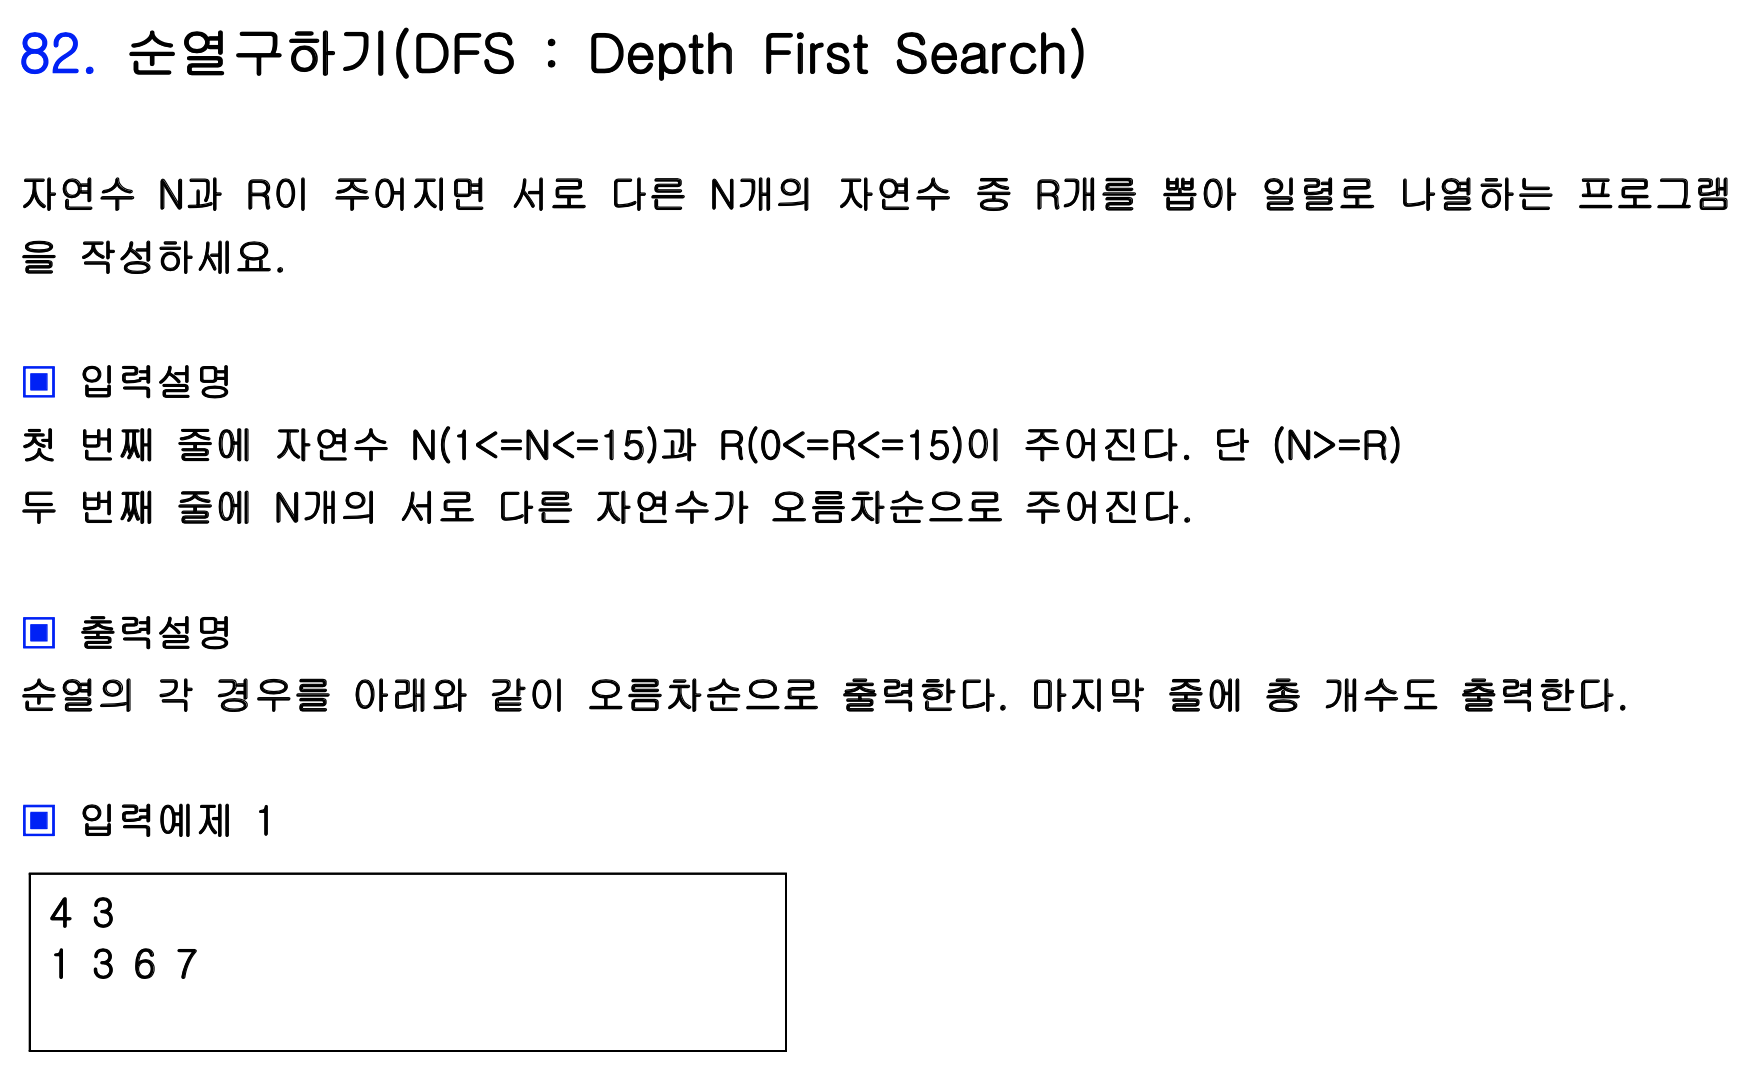 82. 순열구하기(DFS : Depth First Search)
자연수 N과 R이 주어지면 서로 다른 N개의 자연수 중 R개를 뽑아 일렬로 나열하는 프로그램
을 작성하세요.
▣ 입력설명
첫 번째 줄에 자연수 N(1<=N<=15)과 R(0<=R<=15)이 주어진다. 단 (N>=R)
두 번째 줄에 N개의 서로 다른 자연수가 오름차순으로 주어진다.
▣ 출력설명
순열의 각 경우를 아래와 같이 오름차순으로 출력한다. 마지막 줄에 총 개수도 출력한다.
▣ 입력예제 1
4 3
1 3 6 7